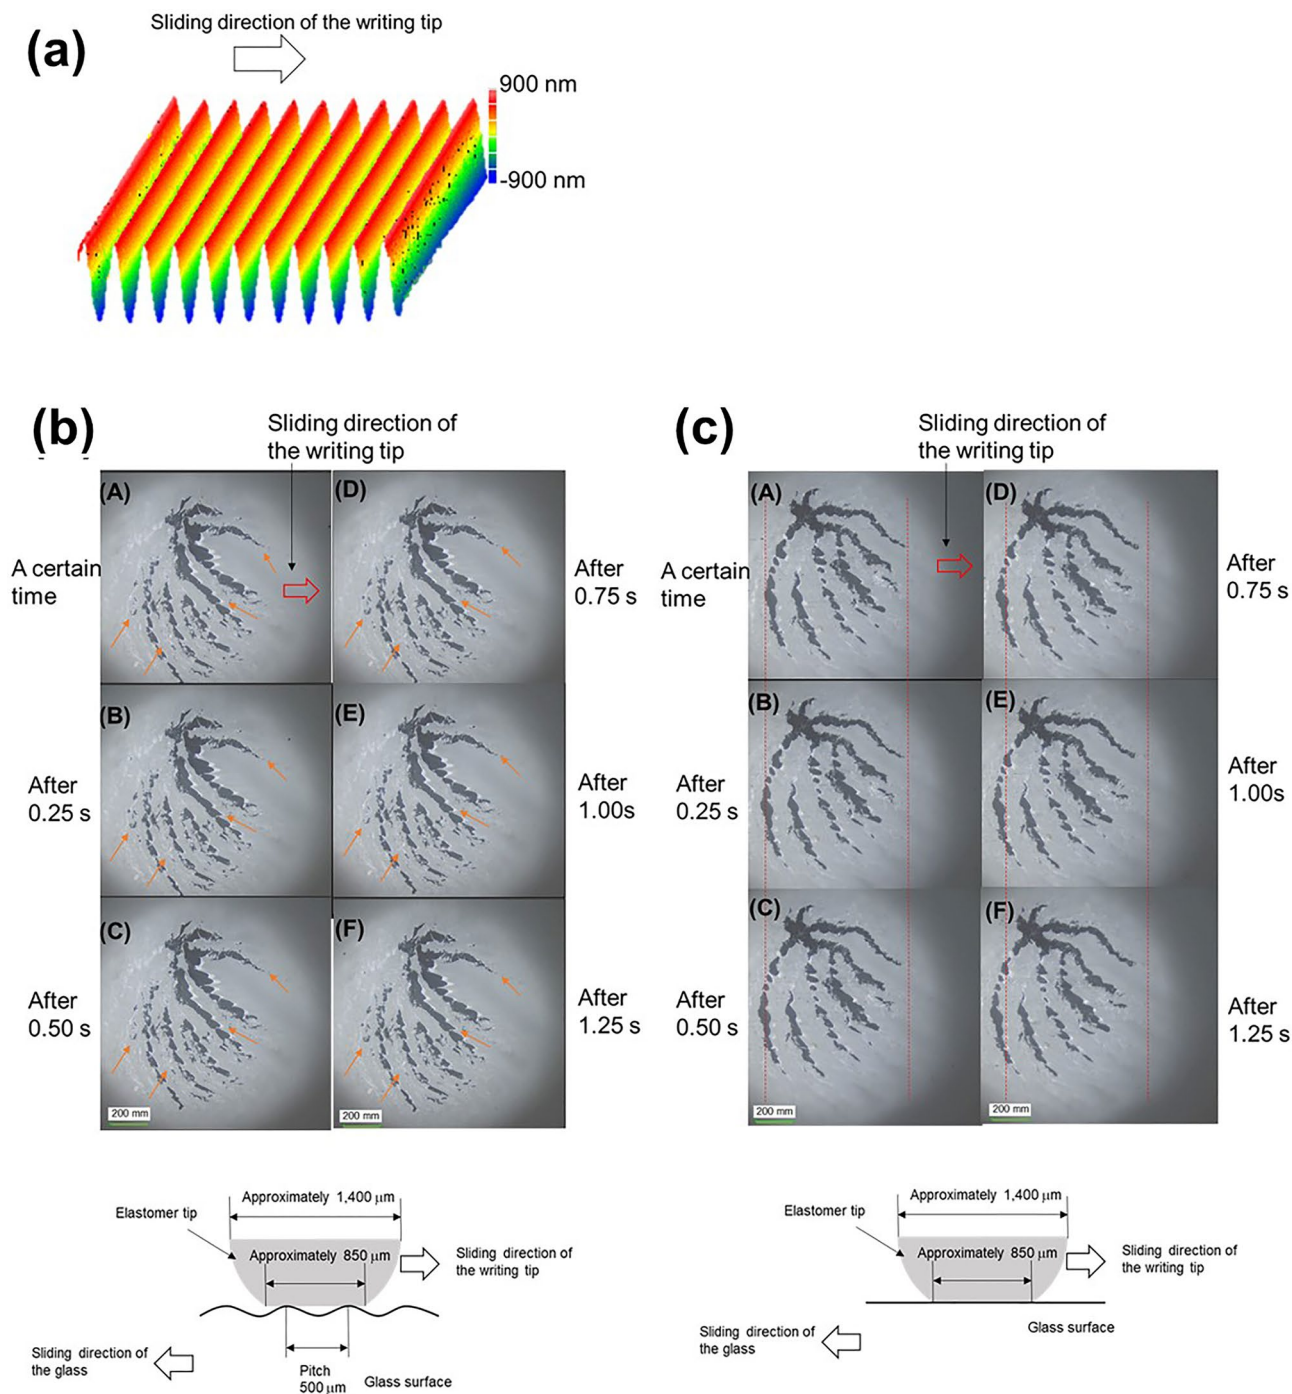 Sliding direction of the writing tip
(a)
900 nm
-900 nm
(b)
Sliding direction of
the writing tip
(A)
(D)
A certain
time
After
0.75 s
(B)
(E)
After
0.25 s
After
1.00s
(C)
(F)
After
0.50 s
After
1.25 s
200 mm
200 mm
Approximately 1,400 µm
Elastomer tip
Approximately 850 µm
Sliding direction of
the writing tip
Sliding direction of
the glass
Pitch
500 µm
Glass surface
(c)
Sliding direction of
the writing tip
(A)
(D)
A certain
time
After
0.75 s
(B)
(E)
After
0.25 s
After
1.00s
(C)
(F)
After
0.50 s
After
1.25 s
200 mm
200 mm
Approximately 1,400 µm
Elastomer tip
Approximately 850 µm
Sliding direction of
the writing tip
Glass surface
Sliding direction of
the glass